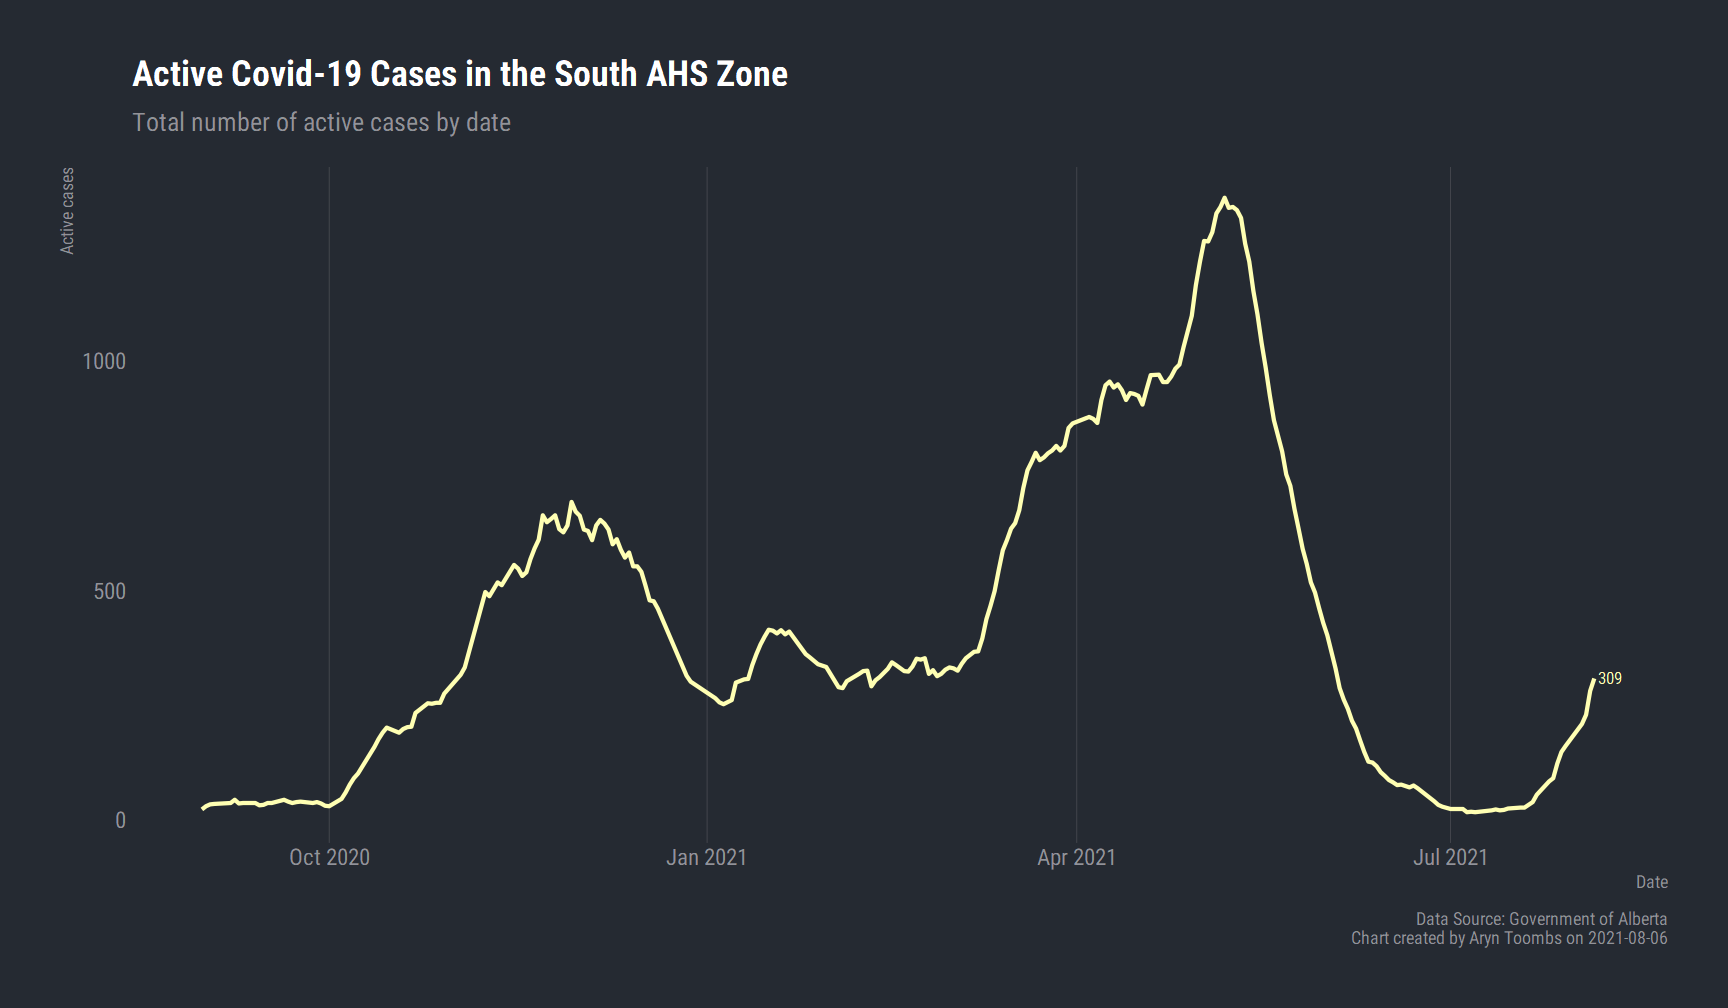 Active Covid-19 Cases in the South AHS Zone
Total number of active cases by date
Active cases
1000
500
0
309
Oct 2020
Jan 2021
Apr 2021
Jul 2021
Date
Data Source: Government of Alberta
Chart created by Aryn Toombs on 2021-08-06